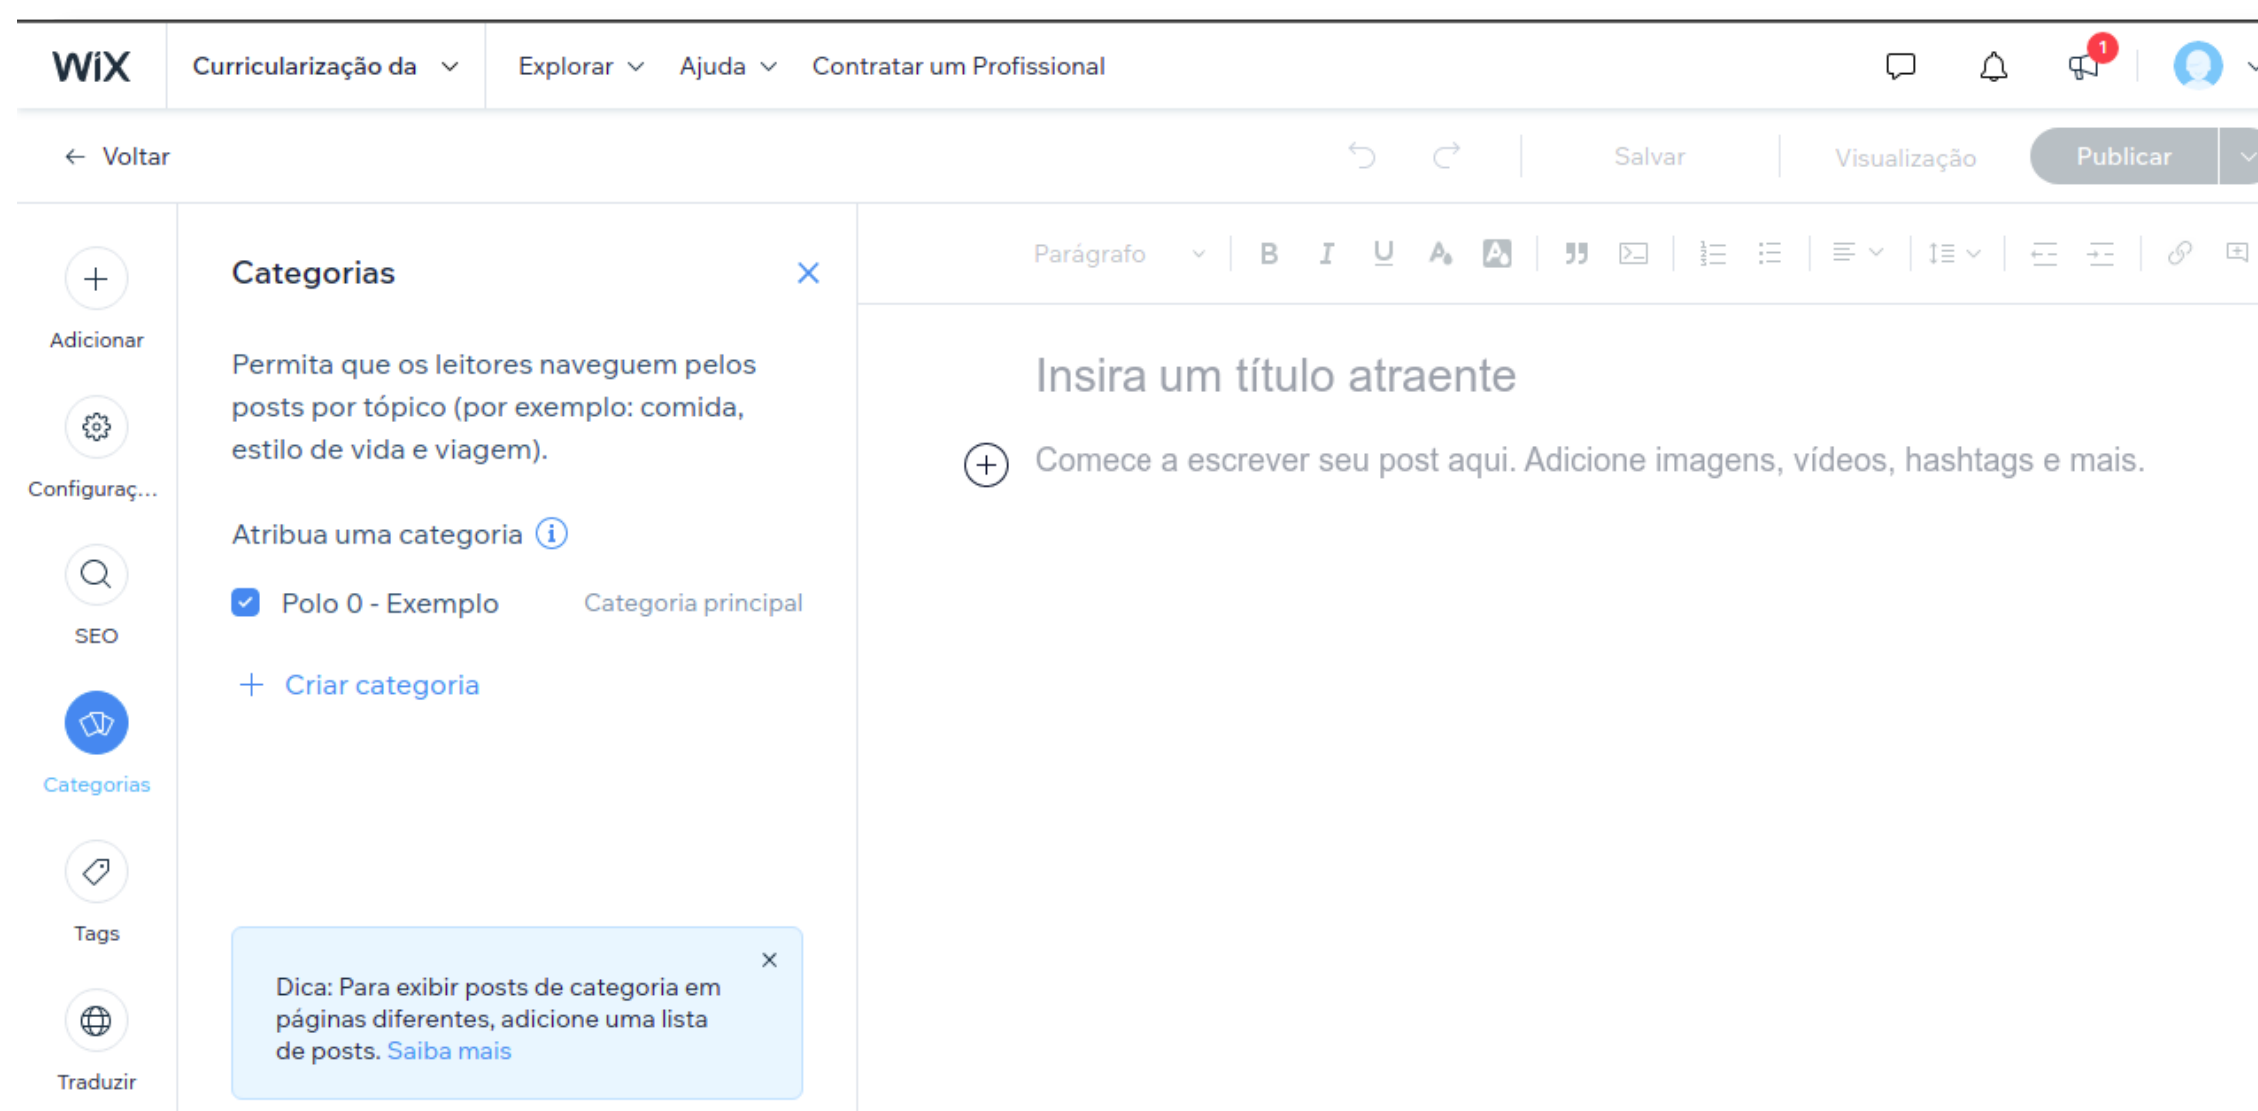 WiX
Curricularização da
Explorar
Ajuda
Contratar um Profissional
1
Voltar
Salvar
Visualização
Publicar
Adicionar
Configuraç...
SEO
Categorias
Tags
Traduzir
Categorias
Permita que os leitores naveguem pelos
posts por tópico (por exemplo: comida,
estilo de vida e viagem).
Atribua uma categoria
Polo 0 - Exemplo
Categoria principal
+ Criar categoria
Dica: Para exibir posts de categoria em
páginas diferentes, adicione uma lista
de posts. Saiba mais
Parágrafo
B I U A A
Insira um título atraente
Comece a escrever seu post aqui. Adicione imagens, vídeos, hashtags e mais.